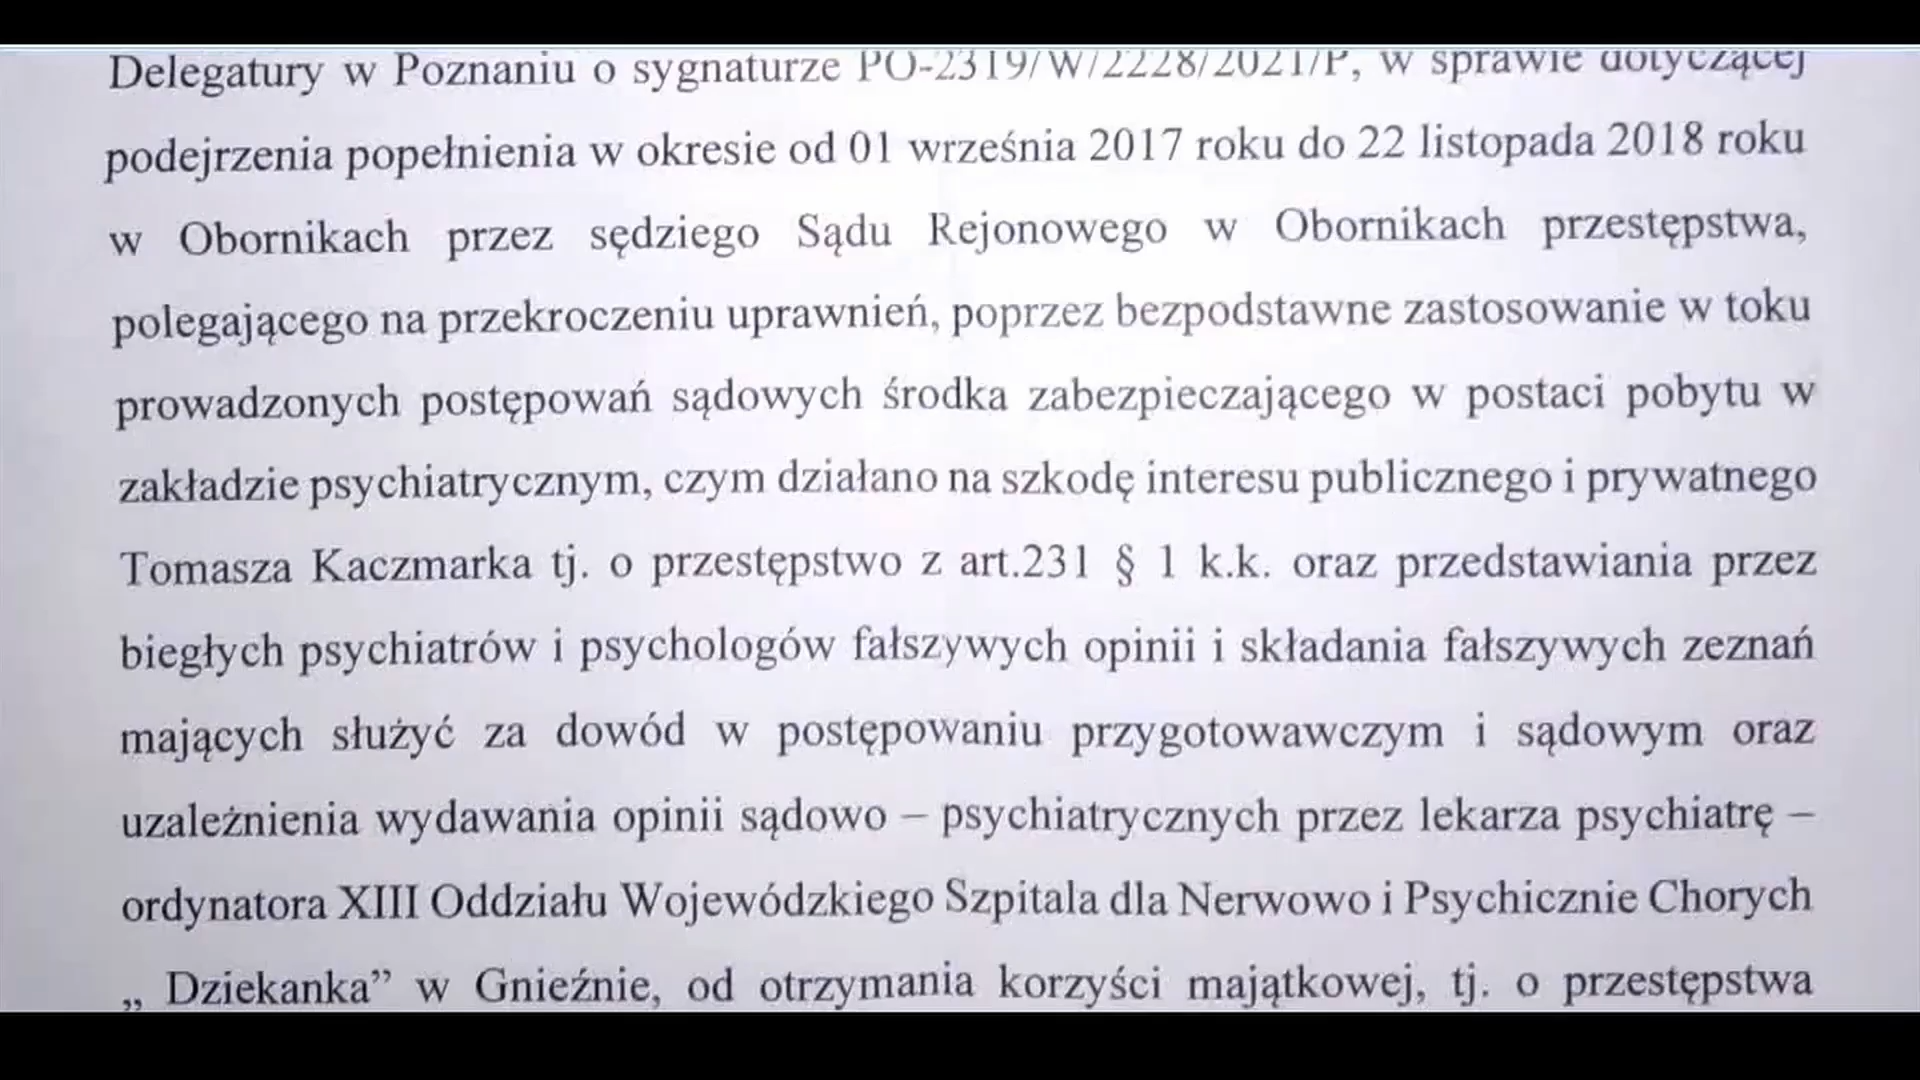 Delegatury w Poznaniu o sygnaturze PO-2319/W/2228/2021/P, w sprawie dotyczącej
podejrzenia popełnienia w okresie od 01 września 2017 roku do 22 listopada 2018 roku
w Obornikach przez sędziego Sądu Rejonowego w Obornikach przestępstwa,
polegającego na przekroczeniu uprawnień, poprzez bezpodstawne zastosowanie w toku
prowadzonych postępowań sądowych środka zabezpieczającego w postaci pobytu w
zakładzie psychiatrycznym, czym działano na szkodę interesu publicznego i prywatnego
Tomasza Kaczmarka tj. o przestępstwo z art.231 § 1 k.k. oraz przedstawiania przez
biegłych psychiatrów i psychologów fałszywych opinii i składania fałszywych zeznań
mających służyć za dowód w postępowaniu przygotowawczym i sądowym oraz
uzależnienia wydawania opinii sądowo – psychiatrycznych przez lekarza psychiatrę –
ordynatora XIII Oddziału Wojewódzkiego Szpitala dla Nerwowo i Psychicznie Chorych
„ Dziekanka” w Gnieźnie, od otrzymania korzyści majątkowej, tj. o przestępstwa